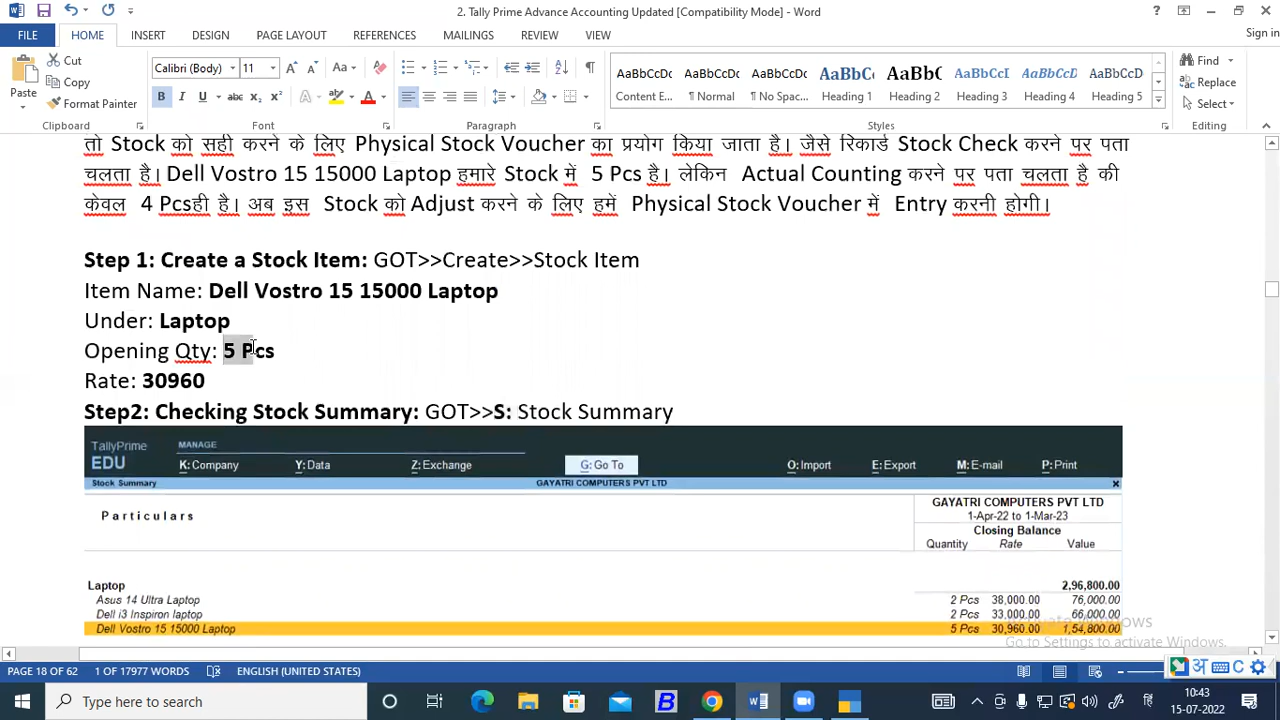 2. Tally Prime Advance Accounting Updated [Compatibility Mode] - Word
FILE HOME INSERT DESIGN PAGE LAYOUT REFERENCES MAILINGS REVIEW VIEW Sign in
Paste Cut Copy Format Painter
Calibri (Body) 11
AaBbCcDc AaBbCcDc AaBbCcDc AaBbCc AaBbC AaBbCcD AaBbCcD AaBbCcDc
Content E... ¶ Normal ¶ No Spac... Heading 1 Heading 2 Heading 3 Heading 4 Heading 5
Find Replace Select
Clipboard Font Paragraph Styles Editing
तो Stock को सही करने के लिए Physical Stock Voucher का प्रयोग किया जाता है। जैसे रिकार्ड Stock Check करने पर पता
चलता है। Dell Vostro 15 15000 Laptop हमारे Stock में 5 Pcs है। लेकिन Actual Counting करने पर पता चलता है की
केवल 4 Pcsही है। अब इस Stock को Adjust करने के लिए हमें Physical Stock Voucher में Entry करनी होगी।
Step 1: Create a Stock Item: GOT>>Create>>Stock Item
Item Name: Dell Vostro 15 15000 Laptop
Under: Laptop
Opening Qty: 5 Pcs
Rate: 30960
Step2: Checking Stock Summary: GOT>>S: Stock Summary
TallyPrime MANAGE
EDU K: Company Y: Data Z: Exchange G: Go To O: Import E: Export M: E-mail P: Print
Stock Summary GAYATRI COMPUTERS PVT LTD x
Particulars GAYATRI COMPUTERS PVT LTD
1-Apr-22 to 1-Mar-23
Closing Balance
Quantity Rate Value
Laptop 2,96,800.00
Asus 14 Ultra Laptop 2 Pcs 38,000.00 76,000.00
Dell i3 Inspiron laptop 2 Pcs 33,000.00 66,000.00
Dell Vostro 15 15000 Laptop 5 Pcs 30,960.00 1,54,800.00
Activate Windows
Go to Settings to activate Windows.
PAGE 18 OF 62 1 OF 17977 WORDS ENGLISH (UNITED STATES)
Type here to search
10:43
15-07-2022